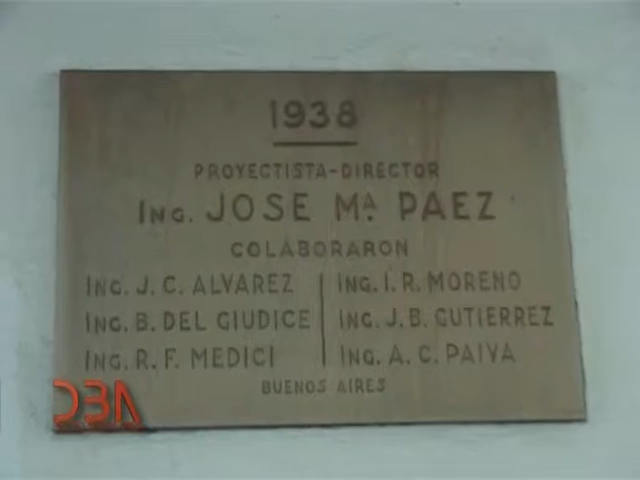 1938
PROYECTISTA-DIRECTOR
ING. JOSE Mᴬ. PAEZ
COLABORARON
ING. J. C. ALVAREZ
ING. B. DEL GIUDICE
ING. R. F. MEDICI
ING. I. R. MORENO
ING. J. B. GUTIERREZ
ING. A. C. PAIVA
BUENOS AIRES
DBA